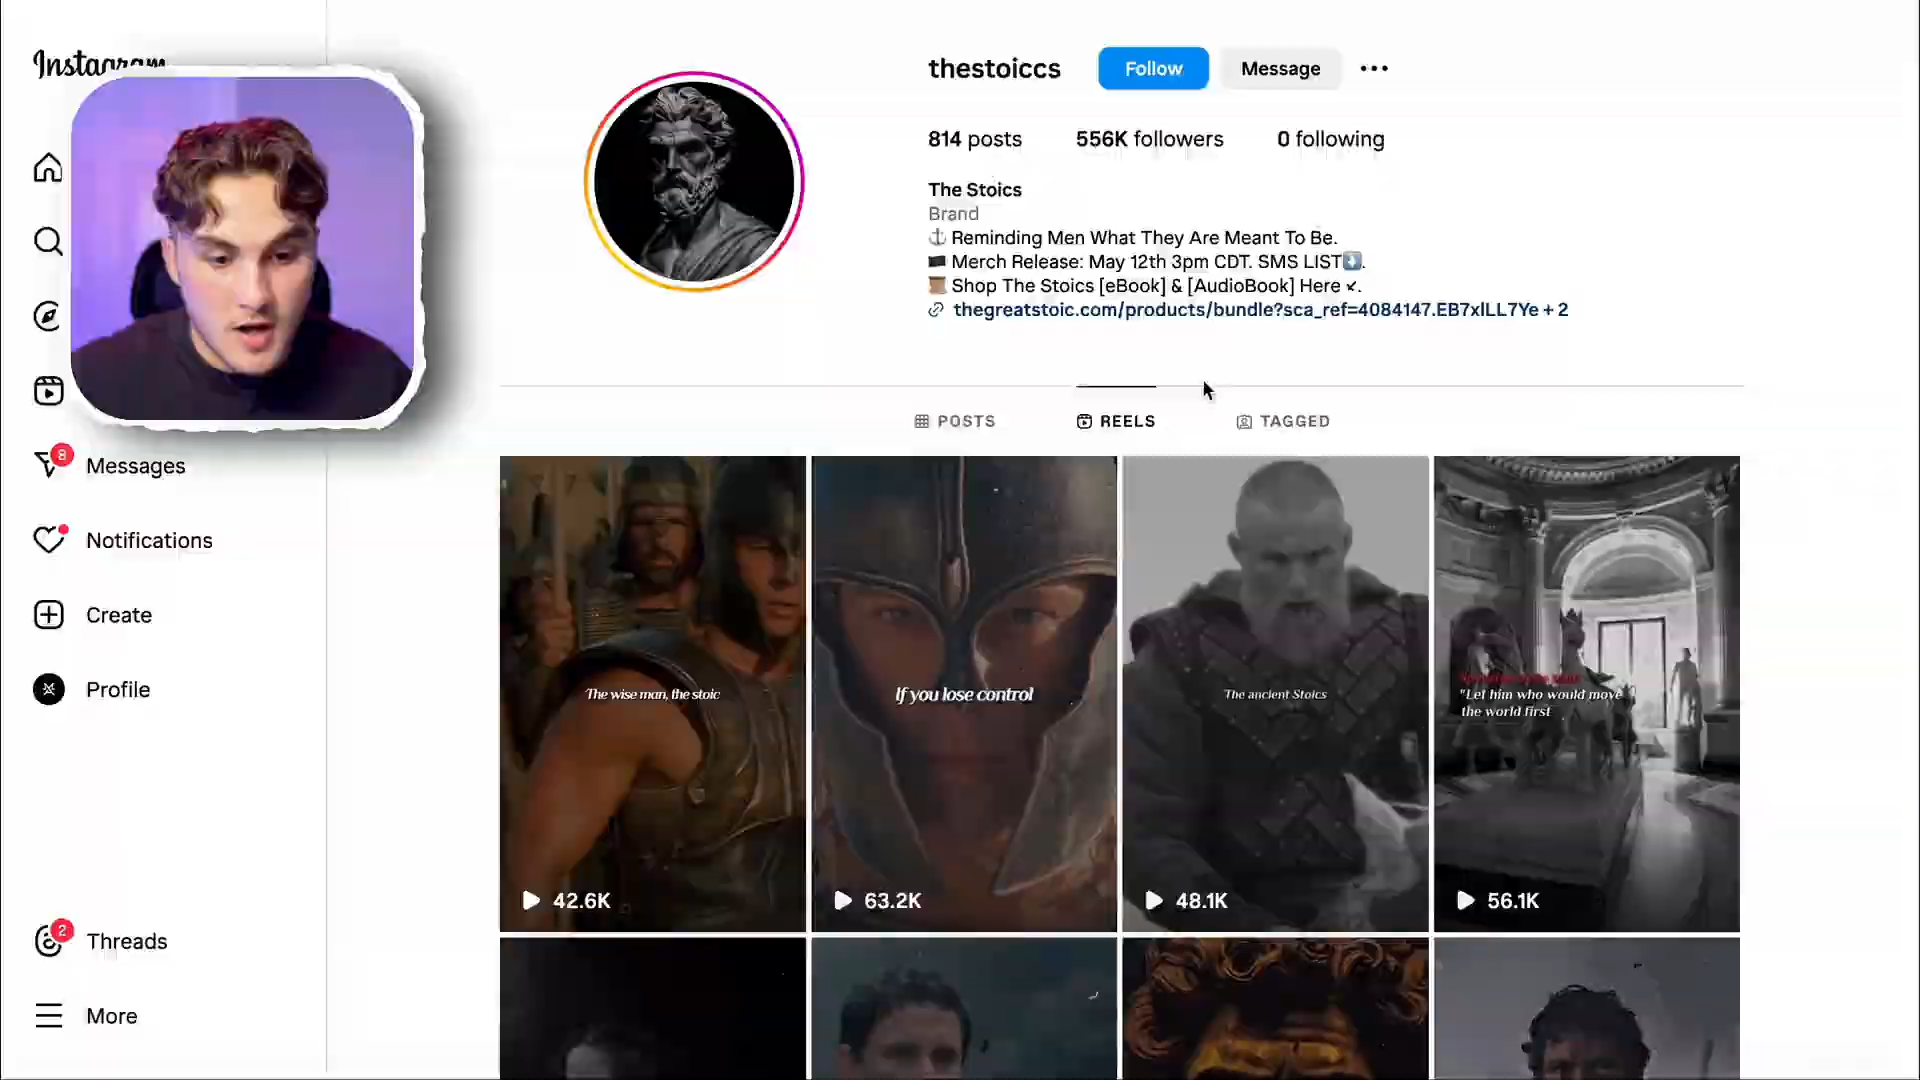 Instagram
Messages
Notifications
Create
Profile
Threads
More
8
2
thestoiccs
Follow
Message
814 posts
556K followers
0 following
The Stoics
Brand
Reminding Men What They Are Meant To Be.
Merch Release: May 12th 3pm CDT. SMS LIST.
Shop The Stoics [eBook] & [AudioBook] Here ↙.
thegreatstoic.com/products/bundle?sca_ref=4084147.EB7xlLL7Ye + 2
POSTS
REELS
TAGGED
The wise man, the stoic
42.6K
If you lose control
63.2K
The ancient Stoics
48.1K
"Let him who would move
the world first
56.1K